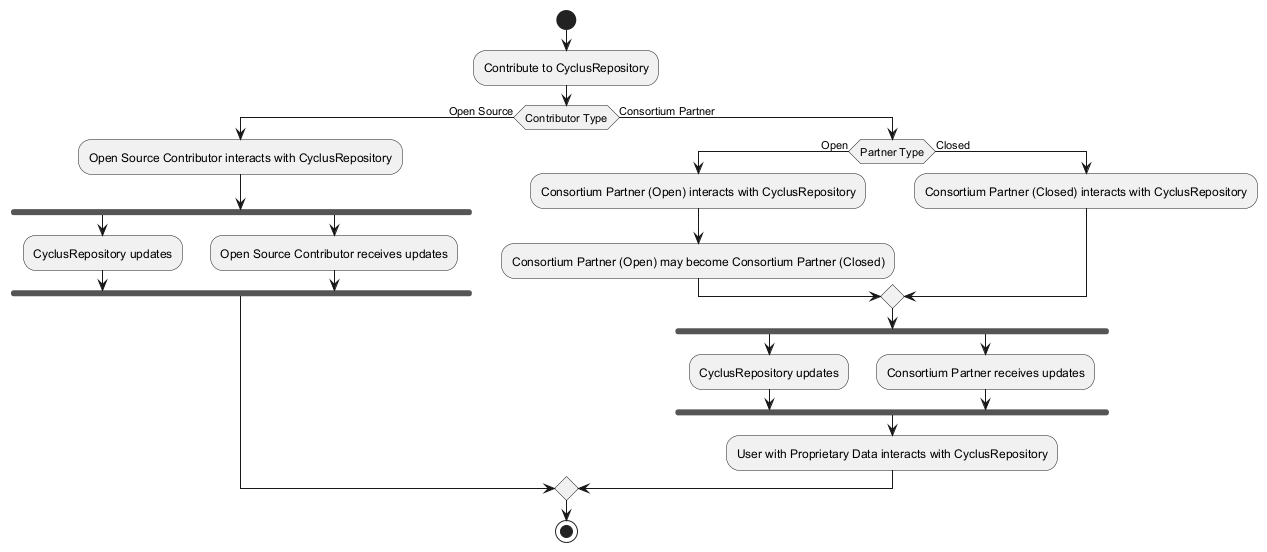 Contribute to CyclusRepository
Open Source
Contributor Type
Consortium Partner
Open Source Contributor interacts with CyclusRepository
Open
Partner Type
Closed
Consortium Partner (Open) interacts with CyclusRepository
Consortium Partner (Closed) interacts with CyclusRepository
CyclusRepository updates
Open Source Contributor receives updates
Consortium Partner (Open) may become Consortium Partner (Closed)
CyclusRepository updates
Consortium Partner receives updates
User with Proprietary Data interacts with CyclusRepository